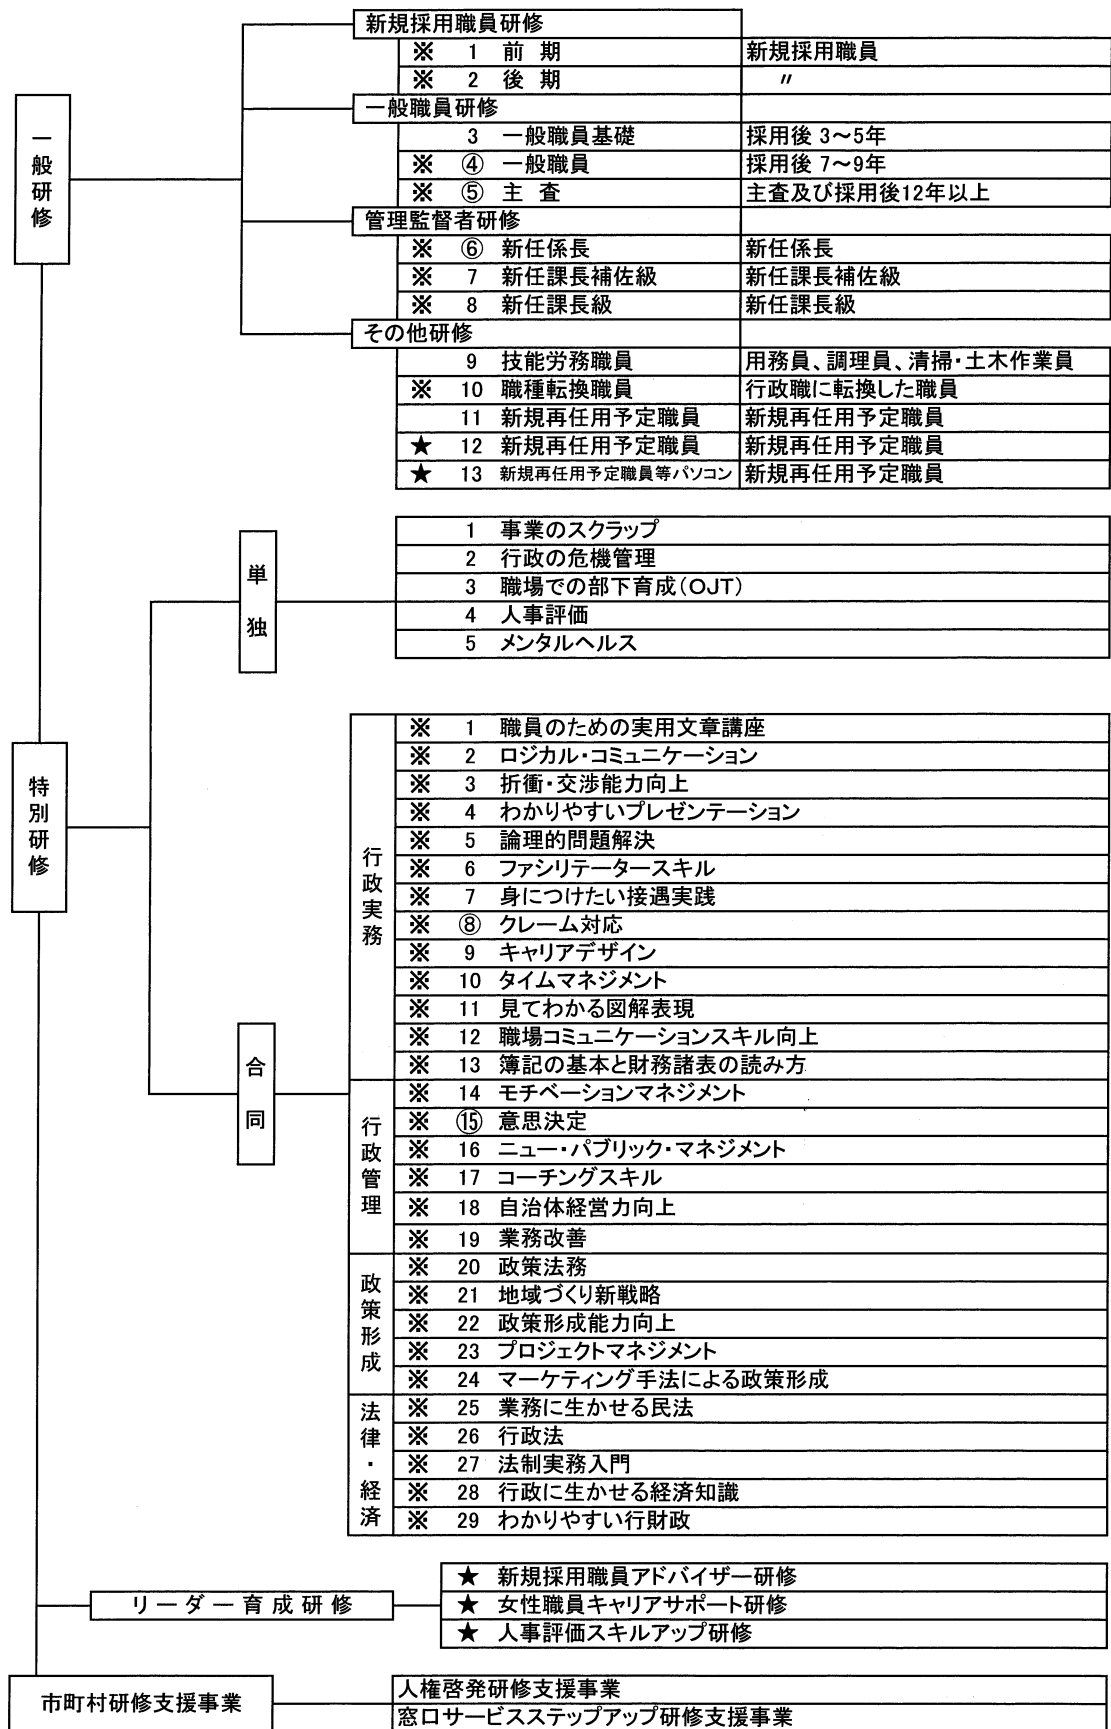 一般研修
新規採用職員研修
※ 1 前 期 新規採用職員
※ 2 後 期 〃
一般職員研修
3 一般職員基礎 採用後 3~5年
※ ④ 一般職員 採用後 7~9年
※ ⑤ 主 査 主査及び採用後12年以上
管理監督者研修
※ ⑥ 新任係長 新任係長
※ 7 新任課長補佐級 新任課長補佐級
※ 8 新任課長級 新任課長級
その他研修
9 技能労務職員 用務員、調理員、清掃・土木作業員
※ 10 職種転換職員 行政職に転換した職員
11 新規再任用予定職員 新規再任用予定職員
★ 12 新規再任用予定職員 新規再任用予定職員
★ 13 新規再任用予定職員等パソコン 新規再任用予定職員
特別研修
単独
1 事業のスクラップ
2 行政の危機管理
3 職場での部下育成(OJT)
4 人事評価
5 メンタルヘルス
合同
行政実務
※ 1 職員のための実用文章講座
※ 2 ロジカル・コミュニケーション
※ 3 折衝・交渉能力向上
※ 4 わかりやすいプレゼンテーション
※ 5 論理的問題解決
※ 6 ファシリテータースキル
※ 7 身につけたい接遇実践
※ ⑧ クレーム対応
※ 9 キャリアデザイン
※ 10 タイムマネジメント
※ 11 見てわかる図解表現
※ 12 職場コミュニケーションスキル向上
※ 13 簿記の基本と財務諸表の読み方
行政管理
※ 14 モチベーションマネジメント
※ ⑮ 意思決定
※ 16 ニュー・パブリック・マネジメント
※ 17 コーチングスキル
※ 18 自治体経営力向上
※ 19 業務改善
政策形成
※ 20 政策法務
※ 21 地域づくり新戦略
※ 22 政策形成能力向上
※ 23 プロジェクトマネジメント
※ 24 マーケティング手法による政策形成
法律・経済
※ 25 業務に生かせる民法
※ 26 行政法
※ 27 法制実務入門
※ 28 行政に生かせる経済知識
※ 29 わかりやすい行財政
リーダー育成研修
★ 新規採用職員アドバイザー研修
★ 女性職員キャリアサポート研修
★ 人事評価スキルアップ研修
市町村研修支援事業
人権啓発研修支援事業
窓口サービスステップアップ研修支援事業